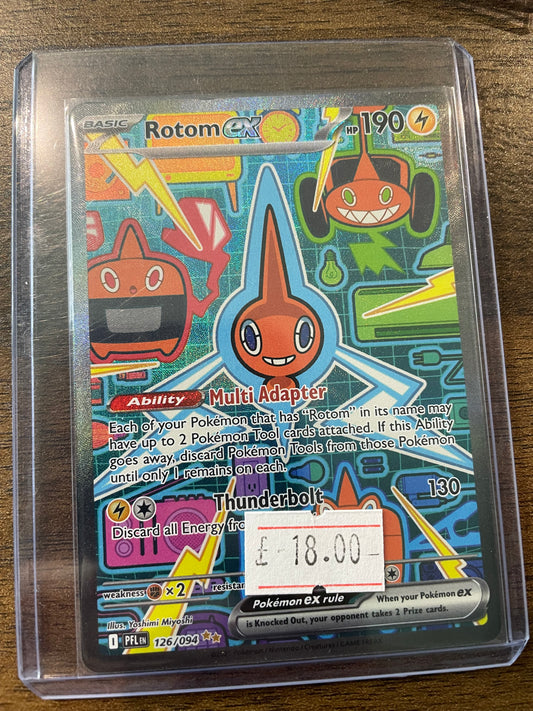 BASIC Rotom ex HP 190
Ability Multi Adapter
Each of your Pokémon that has "Rotom" in its name may
have up to 2 Pokémon Tool cards attached. If this Ability
goes away, discard Pokémon Tools from those Pokémon
until only 1 remains on each.
Thunderbolt 130
Discard all Energy
£-18.00-
weakness ×2
Pokémon ex rule When your Pokémon ex
is Knocked Out, your opponent takes 2 Prize cards.
Illus. Yoshimi Miyoshi
I PFL EN 126/094